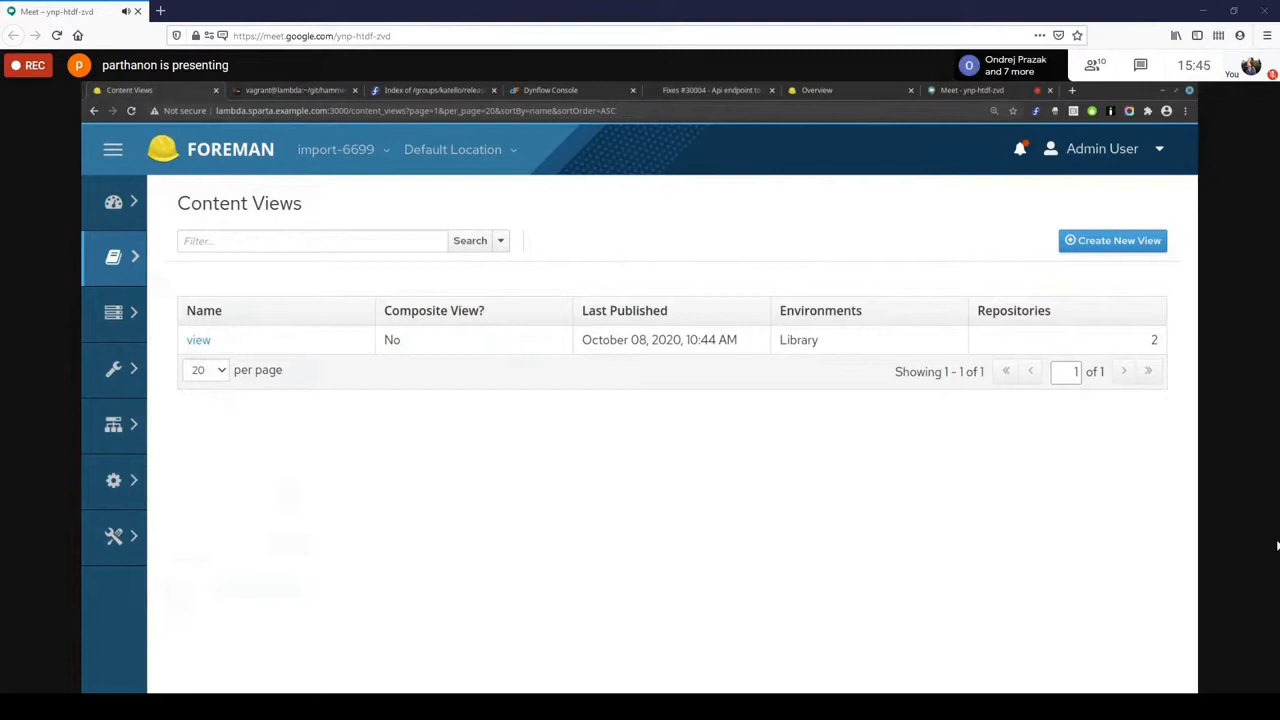 Meet – ynp-htdf-zvd
https://meet.google.com/ynp-htdf-zvd
REC
p
parthanon is presenting
O
Ondrej Prazak
and 7 more
10
15:45
You
Content Views
vagrant@lambda:~/git/hamme
Index of /groups/katello/relea
Dynflow Console
Fixes #30004 - Api endpoint to
Overview
Meet - ynp-htdf-zvd
Not secure
lambda.sparta.example.com:3000/content_views?page=1&per_page=20&sortBy=name&sortOrder=ASC
FOREMAN
import-6699
Default Location
Admin User
Content Views
Filter...
Search
Create New View
Name
Composite View?
Last Published
Environments
Repositories
view
No
October 08, 2020, 10:44 AM
Library
2
20
per page
Showing 1 - 1 of 1
1
of 1